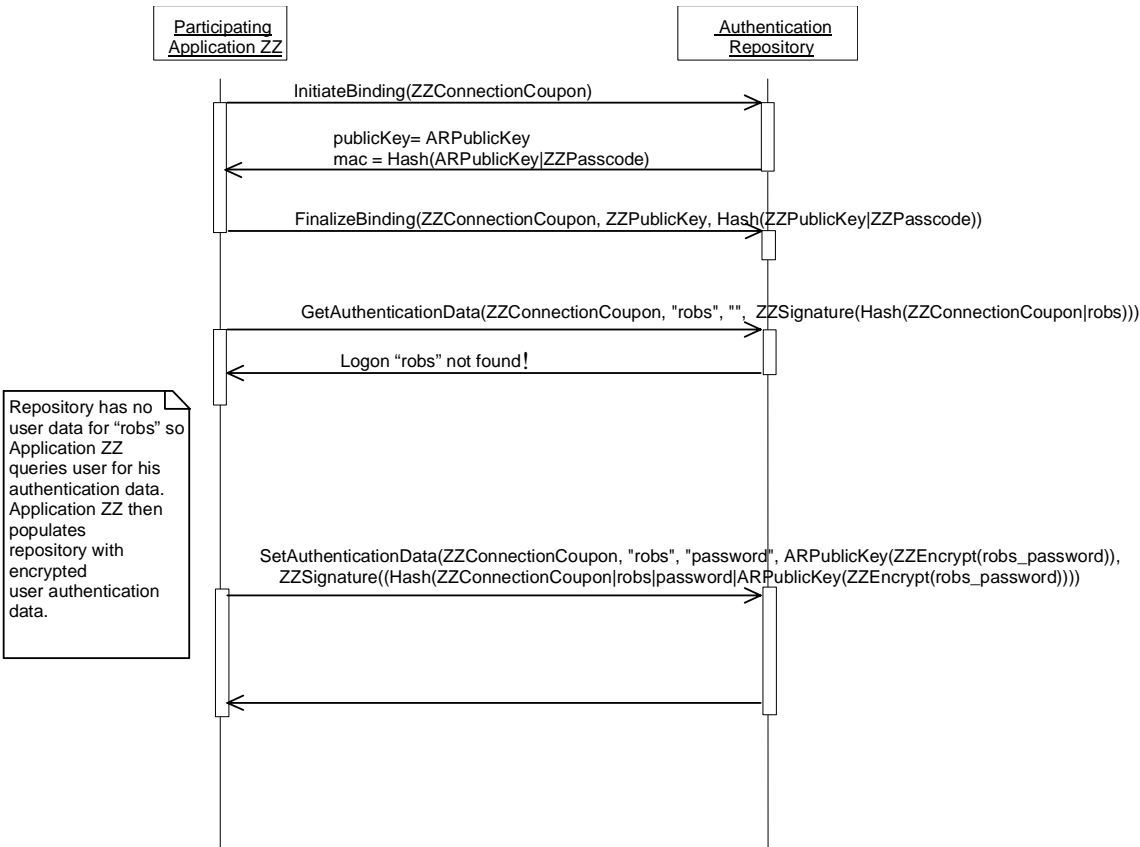 Participating
Application ZZ
Authentication
Repository
InitiateBinding(ZZConnectionCoupon)
publicKey= ARPublicKey
mac = Hash(ARPublicKey|ZZPasscode)
FinalizeBinding(ZZConnectionCoupon, ZZPublicKey, Hash(ZZPublicKey|ZZPasscode))
GetAuthenticationData(ZZConnectionCoupon, "robs", "", ZZSignature(Hash(ZZConnectionCoupon|robs)))
Logon “robs” not found!
Repository has no
user data for “robs” so
Application ZZ
queries user for his
authentication data.
Application ZZ then
populates
repository with
encrypted
user authentication
data.
SetAuthenticationData(ZZConnectionCoupon, "robs", "password", ARPublicKey(ZZEncrypt(robs_password)),
ZZSignature((Hash(ZZConnectionCoupon|robs|password|ARPublicKey(ZZEncrypt(robs_password))))